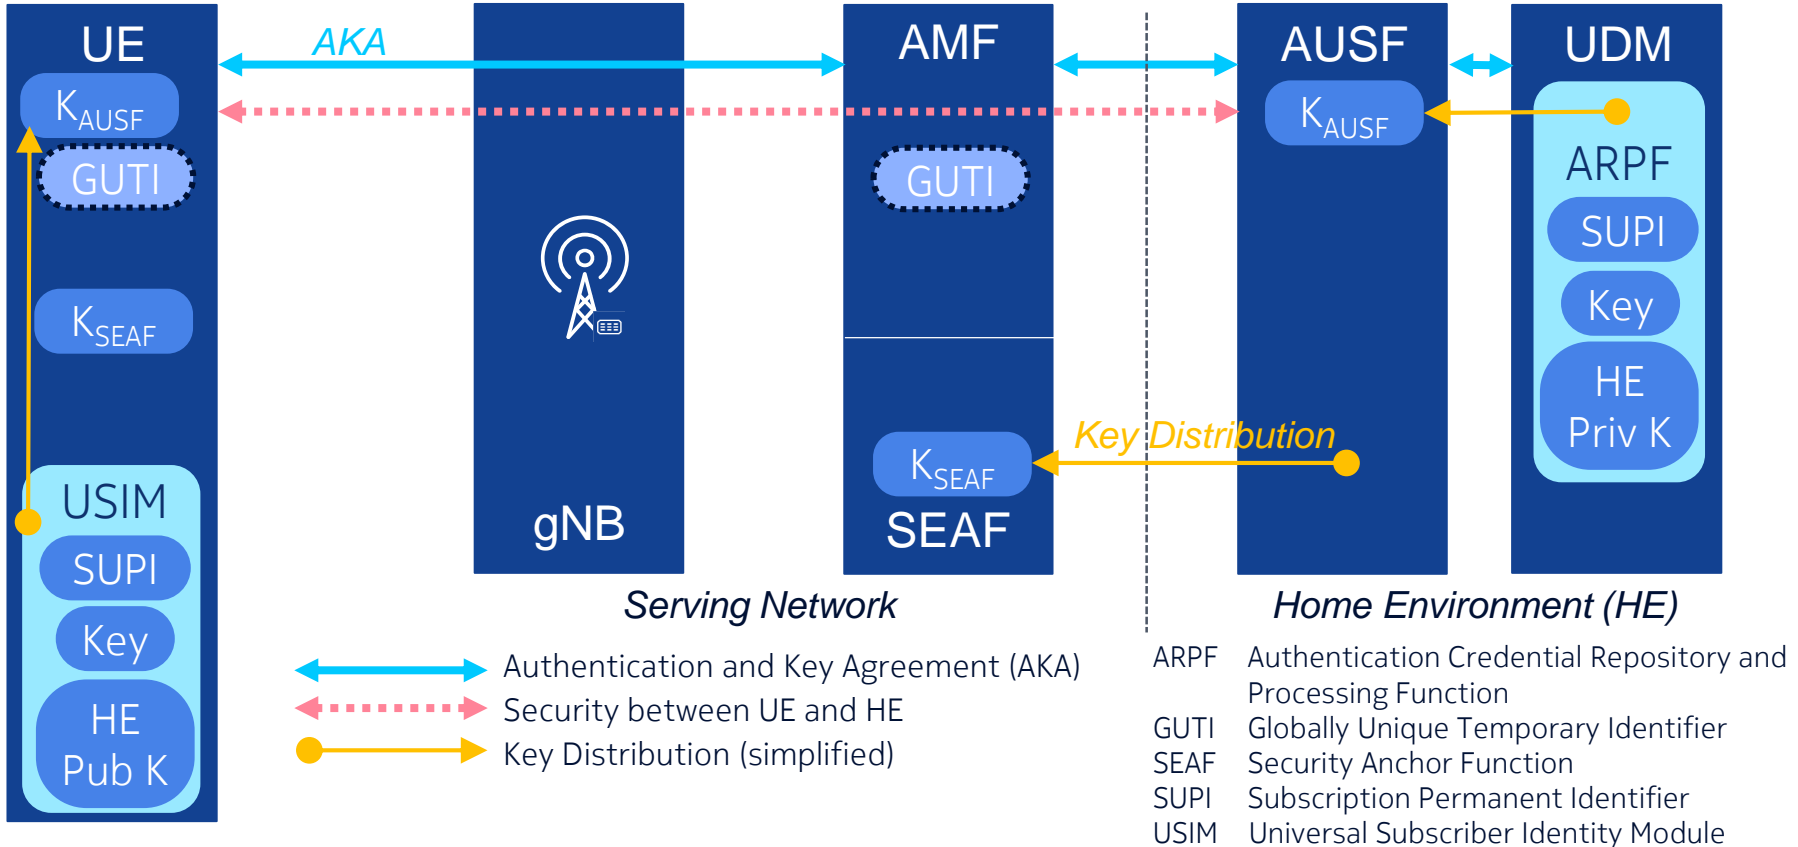 UE
AKA
AMF
AUSF
UDM
KAUSF
KAUSF
GUTI
GUTI
ARPF
SUPI
KSEAF
Key
HE
Priv K
Key Distribution
KSEAF
USIM
gNB
SEAF
SUPI
Key
HE
Pub K
Serving Network
Home Environment (HE)
Authentication and Key Agreement (AKA)
Security between UE and HE
Key Distribution (simplified)
ARPF Authentication Credential Repository and
Processing Function
GUTI Globally Unique Temporary Identifier
SEAF Security Anchor Function
SUPI Subscription Permanent Identifier
USIM Universal Subscriber Identity Module